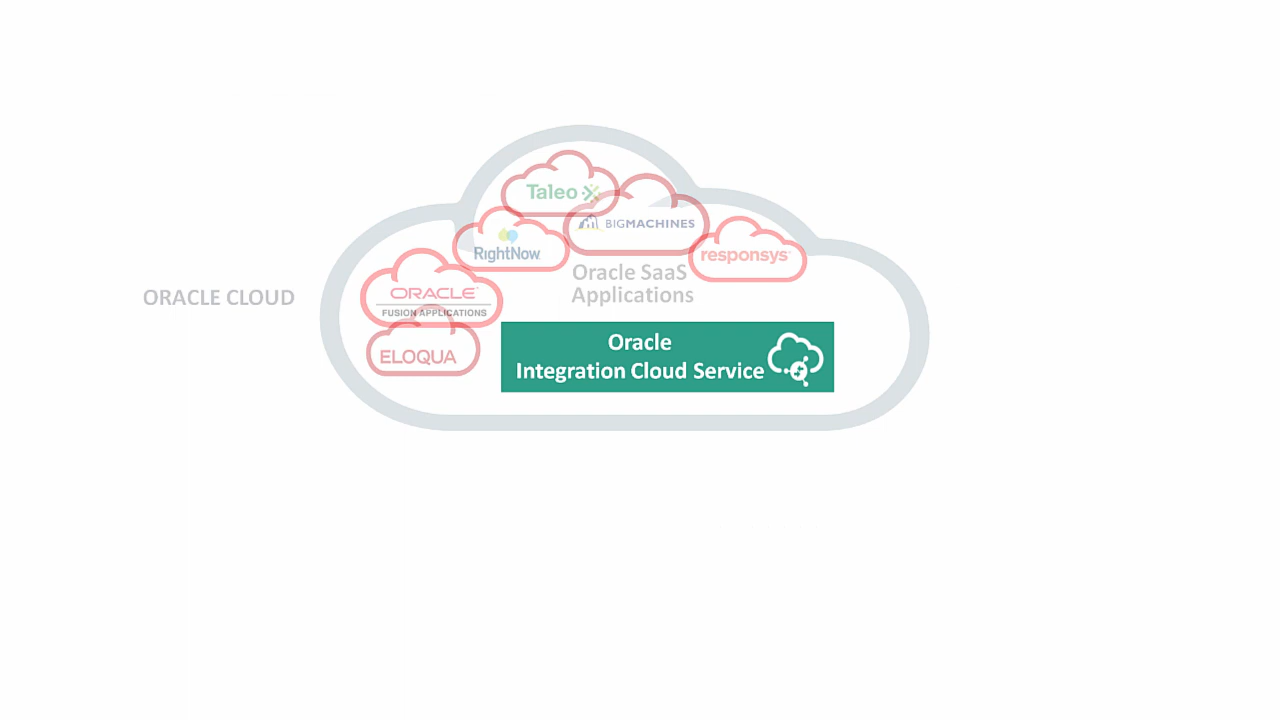 Taleo
BIGMACHINES
RightNow
responsys
Oracle SaaS
Applications
ORACLE CLOUD
ORACLE
FUSION APPLICATIONS
ELOQUA
Oracle
Integration Cloud Service